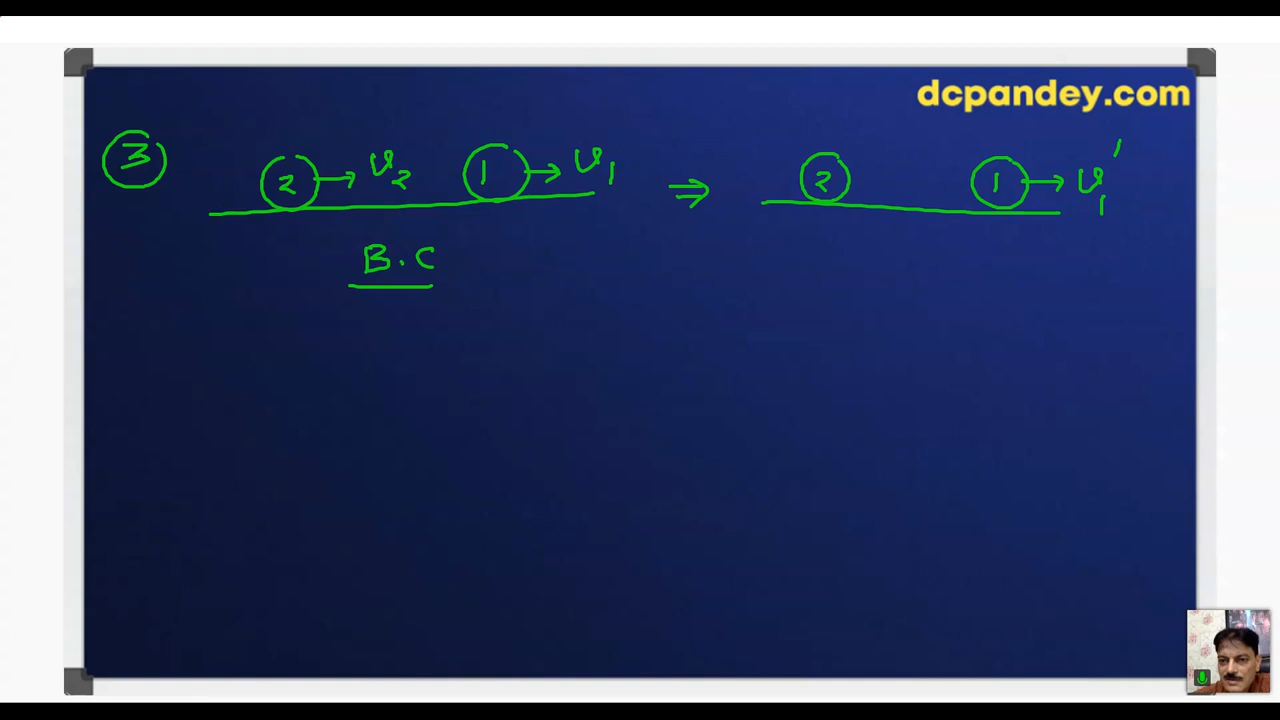 dcpandey.com
③ ② → v₂ ① → v₁ ⇒ ② ① → v₁'
B.C